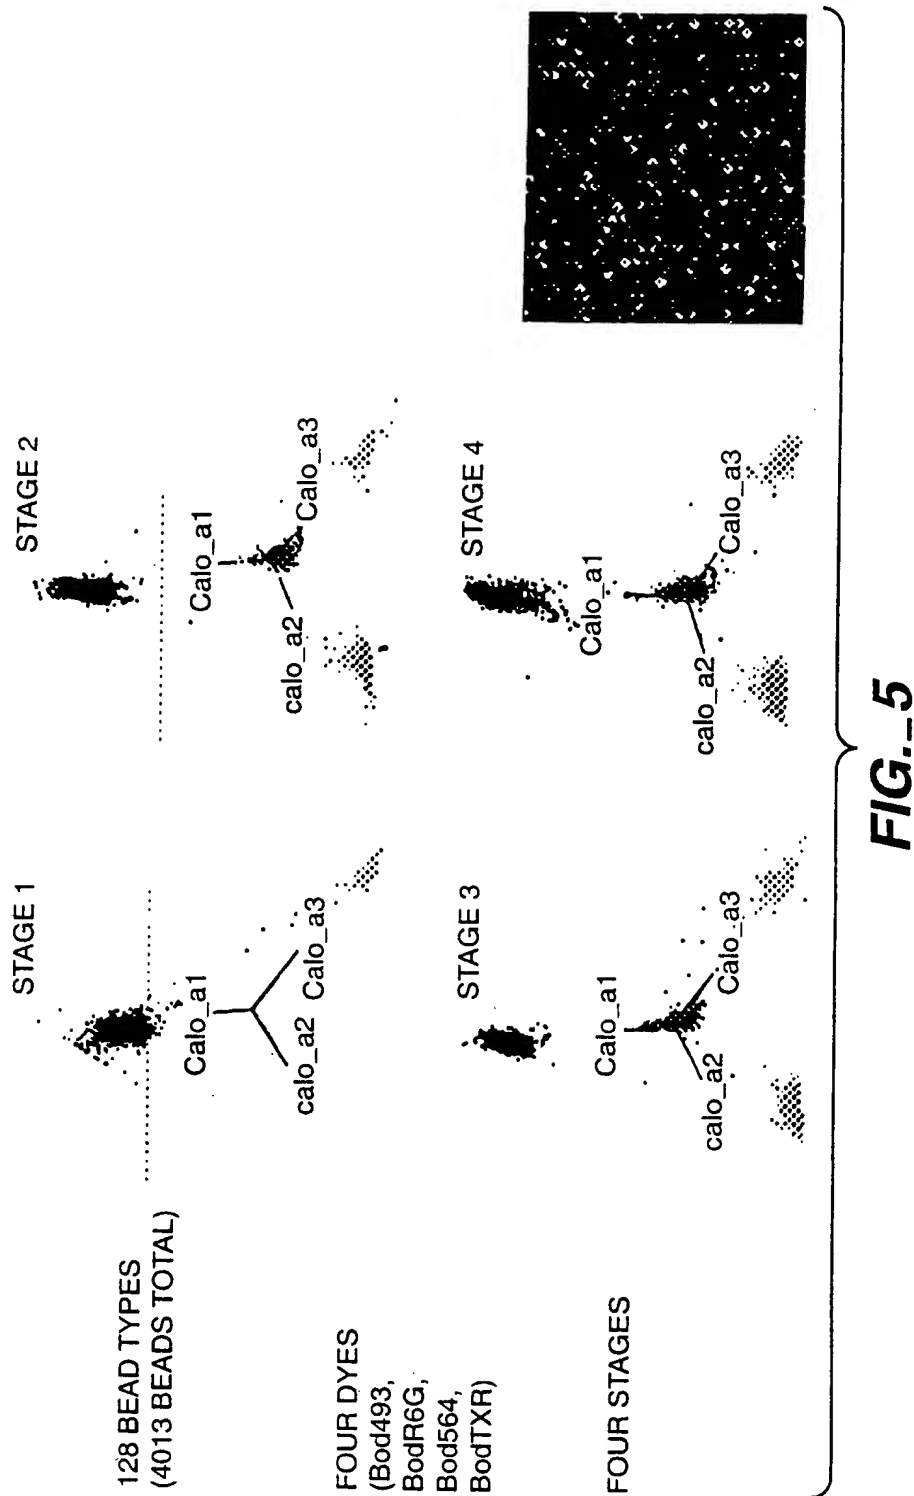 128 BEAD TYPES
(4013 BEADS TOTAL)
FOUR DYES
(Bod493,
BodR6G,
Bod564,
BodTXR)
FOUR STAGES
STAGE 1
Calo_a1
calo_a2
Calo_a3
STAGE 2
Calo_a1
calo_a2
Calo_a3
STAGE 3
Calo_a1
calo_a2
Calo_a3
STAGE 4
Calo_a1
calo_a2
Calo_a3
FIG._5